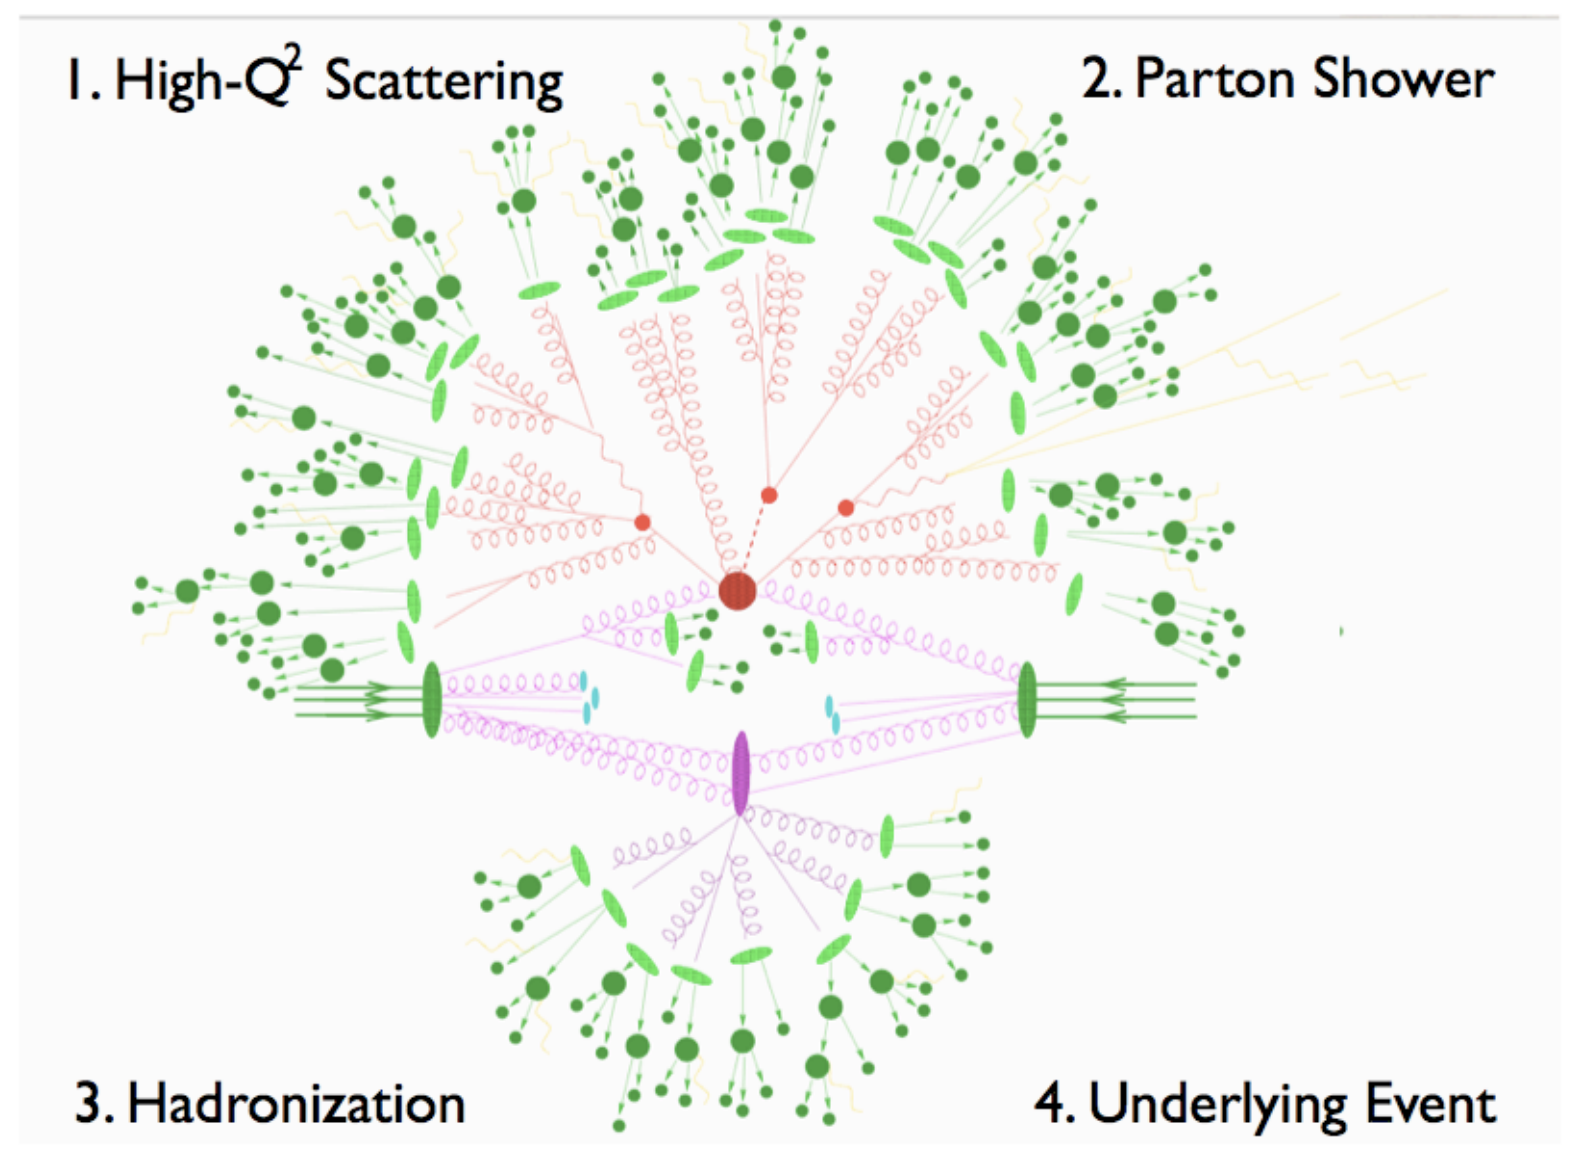 1. High-Q² Scattering
2. Parton Shower
3. Hadronization
4. Underlying Event